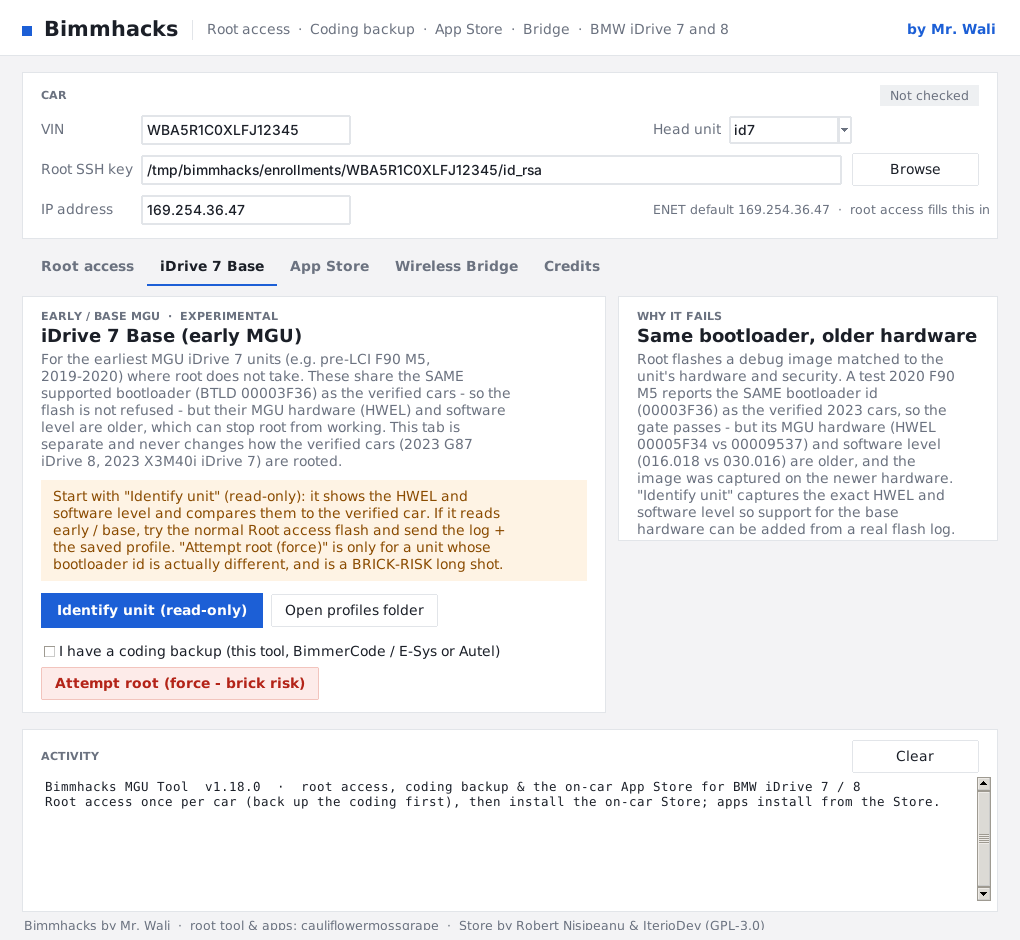 Bimmhacks
Root access · Coding backup · App Store · Bridge · BMW iDrive 7 and 8
by Mr. Wali
CAR
Not checked
VIN
WBA5R1C0XLFJ12345
Head unit
id7
Root SSH key
/tmp/bimmhacks/enrollments/WBA5R1C0XLFJ12345/id_rsa
Browse
IP address
169.254.36.47
ENET default 169.254.36.47 · root access fills this in
Root access
iDrive 7 Base
App Store
Wireless Bridge
Credits
EARLY / BASE MGU · EXPERIMENTAL
iDrive 7 Base (early MGU)
For the earliest MGU iDrive 7 units (e.g. pre-LCI F90 M5,
2019-2020) where root does not take. These share the SAME
supported bootloader (BTLD 00003F36) as the verified cars - so the
flash is not refused - but their MGU hardware (HWEL) and software
level are older, which can stop root from working. This tab is
separate and never changes how the verified cars (2023 G87
iDrive 8, 2023 X3M40i iDrive 7) are rooted.
Start with "Identify unit" (read-only): it shows the HWEL and
software level and compares them to the verified car. If it reads
early / base, try the normal Root access flash and send the log +
the saved profile. "Attempt root (force)" is only for a unit whose
bootloader id is actually different, and is a BRICK-RISK long shot.
Identify unit (read-only)
Open profiles folder
I have a coding backup (this tool, BimmerCode / E-Sys or Autel)
Attempt root (force - brick risk)
WHY IT FAILS
Same bootloader, older hardware
Root flashes a debug image matched to the
unit's hardware and security. A test 2020 F90
M5 reports the SAME bootloader id
(00003F36) as the verified 2023 cars, so the
gate passes - but its MGU hardware (HWEL
00005F34 vs 00009537) and software level
(016.018 vs 030.016) are older, and the
image was captured on the newer hardware.
"Identify unit" captures the exact HWEL and
software level so support for the base
hardware can be added from a real flash log.
ACTIVITY
Clear
Bimmhacks MGU Tool v1.18.0 · root access, coding backup & the on-car App Store for BMW iDrive 7 / 8
Root access once per car (back up the coding first), then install the on-car Store; apps install from the Store.
Bimmhacks by Mr. Wali · root tool & apps: cauliflowermossgrape · Store by Robert Nisipeanu & IterioDev (GPL-3.0)